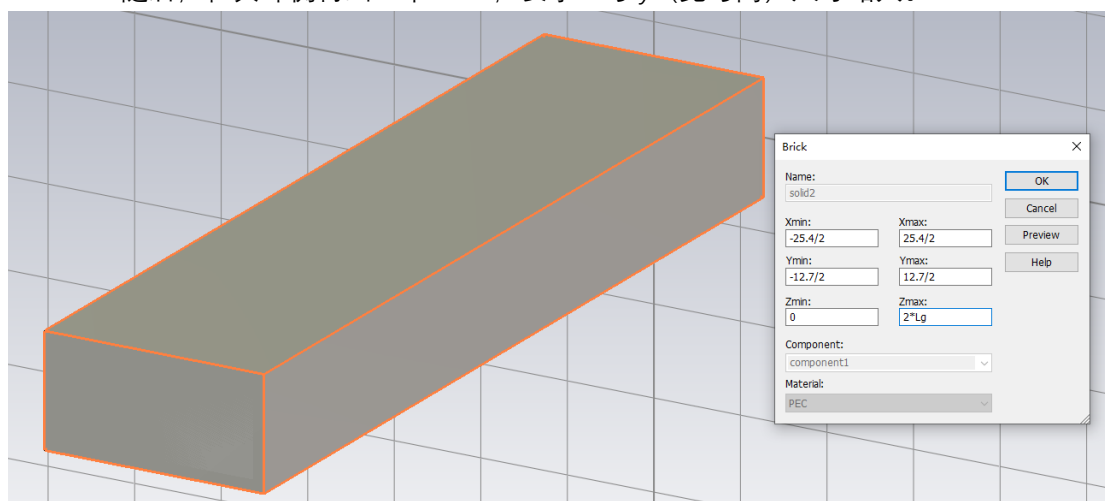 Brick
Name:
solid2
OK
Cancel
Xmin:
Xmax:
-25.4/2
25.4/2
Preview
Ymin:
Ymax:
Help
-12.7/2
12.7/2
Zmin:
Zmax:
0
2*Lg
Component:
component1
Material:
PEC